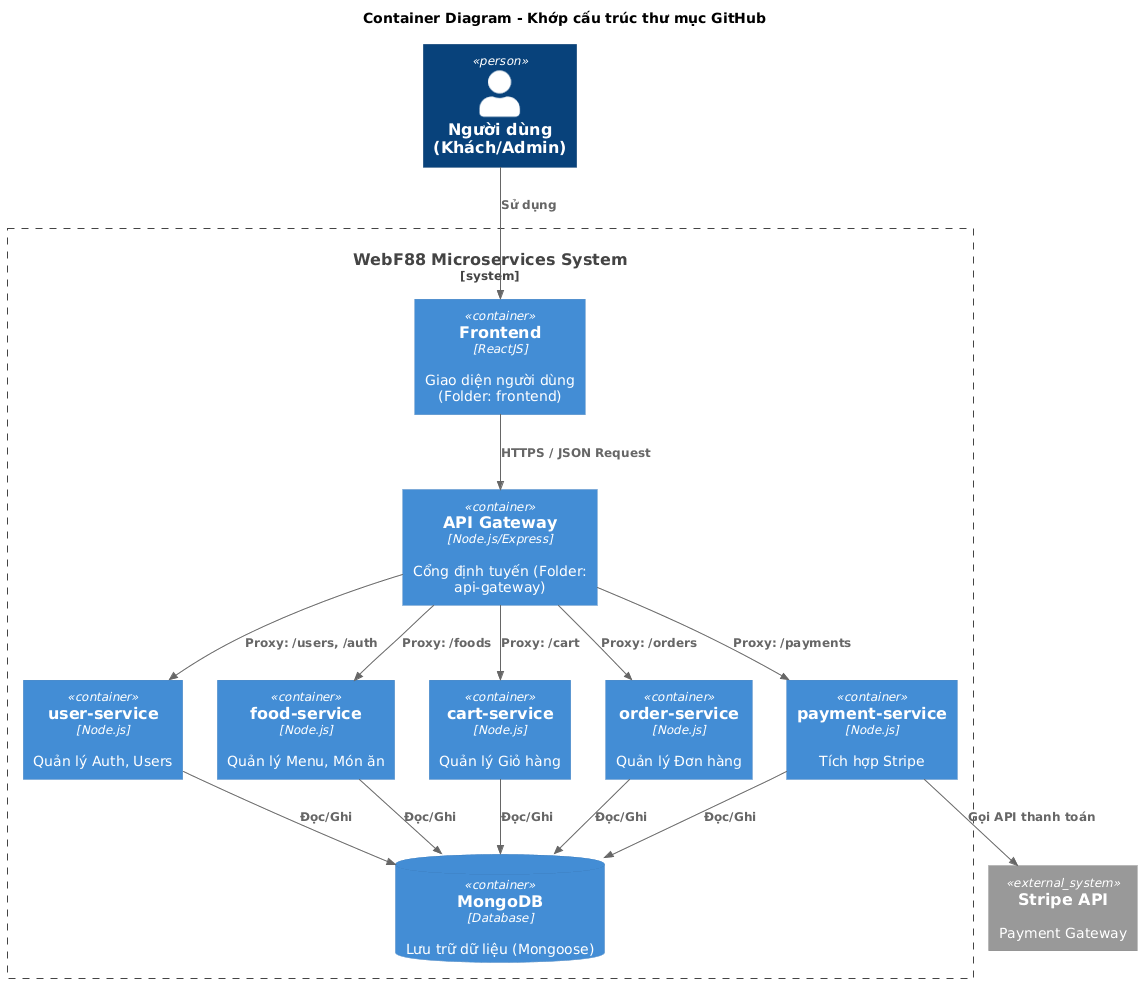 Container Diagram - Khớp cấu trúc thư mục GitHub
«person»
Người dùng
(Khách/Admin)
Sử dụng
WebF88 Microservices System
[system]
«container»
Frontend
[ReactJS]
Giao diện người dùng
(Folder: frontend)
HTTPS / JSON Request
«container»
API Gateway
[Node.js/Express]
Cổng định tuyến (Folder:
api-gateway)
Proxy: /users, /auth
Proxy: /foods
Proxy: /cart
Proxy: /orders
Proxy: /payments
«container»
user-service
[Node.js]
Quản lý Auth, Users
«container»
food-service
[Node.js]
Quản lý Menu, Món ăn
«container»
cart-service
[Node.js]
Quản lý Giỏ hàng
«container»
order-service
[Node.js]
Quản lý Đơn hàng
«container»
payment-service
[Node.js]
Tích hợp Stripe
Đọc/Ghi
Đọc/Ghi
Đọc/Ghi
Đọc/Ghi
Đọc/Ghi
Gọi API thanh toán
«container»
MongoDB
[Database]
Lưu trữ dữ liệu (Mongoose)
«external_system»
Stripe API
Payment Gateway